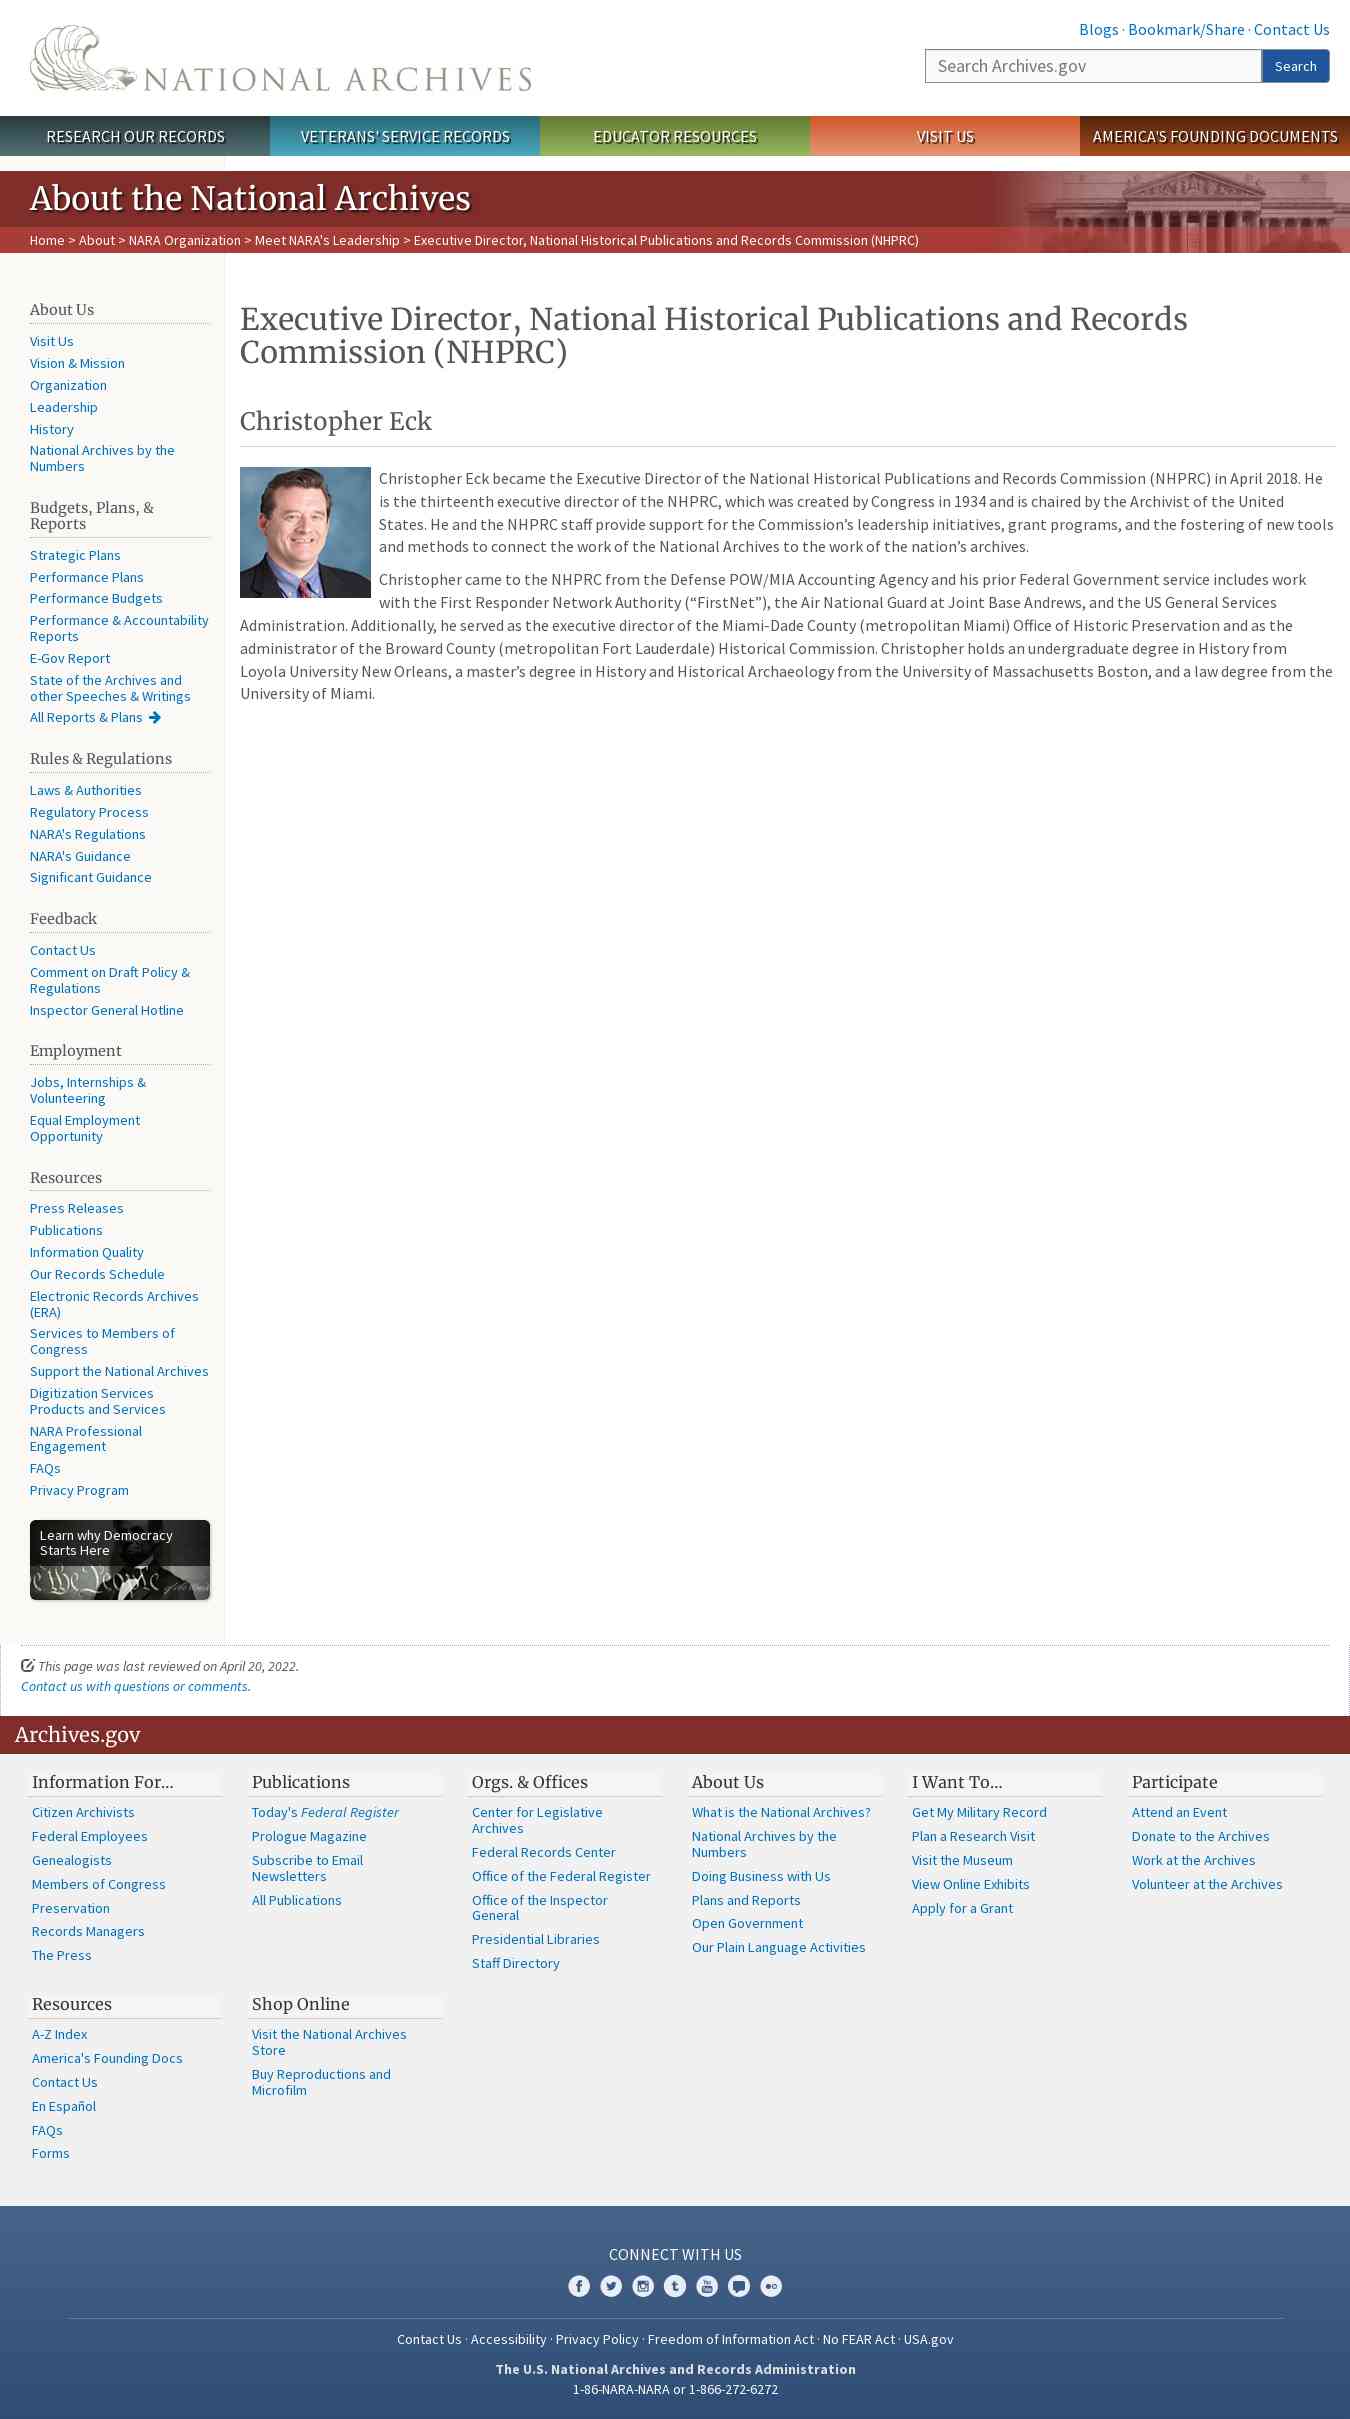 NATIONAL ARCHIVES
Blogs · Bookmark/Share · Contact Us
Search Archives.gov
Search
RESEARCH OUR RECORDS
VETERANS' SERVICE RECORDS
EDUCATOR RESOURCES
VISIT US
AMERICA'S FOUNDING DOCUMENTS
About the National Archives
Home > About > NARA Organization > Meet NARA's Leadership > Executive Director, National Historical Publications and Records Commission (NHPRC)
About Us
Visit Us
Vision & Mission
Organization
Leadership
History
National Archives by the
Numbers
Budgets, Plans, &
Reports
Strategic Plans
Performance Plans
Performance Budgets
Performance & Accountability
Reports
E-Gov Report
State of the Archives and
other Speeches & Writings
All Reports & Plans
Rules & Regulations
Laws & Authorities
Regulatory Process
NARA's Regulations
NARA's Guidance
Significant Guidance
Feedback
Contact Us
Comment on Draft Policy &
Regulations
Inspector General Hotline
Employment
Jobs, Internships &
Volunteering
Equal Employment
Opportunity
Resources
Press Releases
Publications
Information Quality
Our Records Schedule
Electronic Records Archives
(ERA)
Services to Members of
Congress
Support the National Archives
Digitization Services
Products and Services
NARA Professional
Engagement
FAQs
Privacy Program
Learn why Democracy
Starts Here
We the People
Executive Director, National Historical Publications and Records
Commission (NHPRC)
Christopher Eck
Christopher Eck became the Executive Director of the National Historical Publications and Records Commission (NHPRC) in April 2018. He
is the thirteenth executive director of the NHPRC, which was created by Congress in 1934 and is chaired by the Archivist of the United
States. He and the NHPRC staff provide support for the Commission’s leadership initiatives, grant programs, and the fostering of new tools
and methods to connect the work of the National Archives to the work of the nation’s archives.
Christopher came to the NHPRC from the Defense POW/MIA Accounting Agency and his prior Federal Government service includes work
with the First Responder Network Authority (“FirstNet”), the Air National Guard at Joint Base Andrews, and the US General Services
Administration. Additionally, he served as the executive director of the Miami-Dade County (metropolitan Miami) Office of Historic Preservation and as the
administrator of the Broward County (metropolitan Fort Lauderdale) Historical Commission. Christopher holds an undergraduate degree in History from
Loyola University New Orleans, a master’s degree in History and Historical Archaeology from the University of Massachusetts Boston, and a law degree from the
University of Miami.
This page was last reviewed on April 20, 2022.
Contact us with questions or comments.
Archives.gov
Information For…
Citizen Archivists
Federal Employees
Genealogists
Members of Congress
Preservation
Records Managers
The Press
Publications
Today's Federal Register
Prologue Magazine
Subscribe to Email
Newsletters
All Publications
Orgs. & Offices
Center for Legislative
Archives
Federal Records Center
Office of the Federal Register
Office of the Inspector
General
Presidential Libraries
Staff Directory
About Us
What is the National Archives?
National Archives by the
Numbers
Doing Business with Us
Plans and Reports
Open Government
Our Plain Language Activities
I Want To…
Get My Military Record
Plan a Research Visit
Visit the Museum
View Online Exhibits
Apply for a Grant
Participate
Attend an Event
Donate to the Archives
Work at the Archives
Volunteer at the Archives
Resources
A-Z Index
America's Founding Docs
Contact Us
En Español
FAQs
Forms
Shop Online
Visit the National Archives
Store
Buy Reproductions and
Microfilm
CONNECT WITH US
Contact Us · Accessibility · Privacy Policy · Freedom of Information Act · No FEAR Act · USA.gov
The U.S. National Archives and Records Administration
1-86-NARA-NARA or 1-866-272-6272